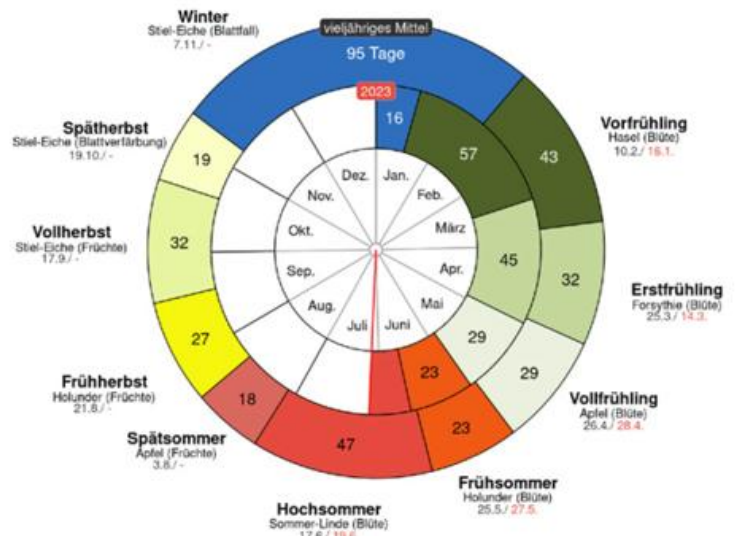 vieljähriges Mittel
95 Tage
2023
16
57
43
45
32
29
29
23
23
47
18
27
32
19
Jan.
Feb.
März
Apr.
Mai
Juni
Juli
Aug.
Sep.
Okt.
Nov.
Dez.
Winter
Stiel-Eiche (Blattfall)
7.11./ -
Vorfrühling
Hasel (Blüte)
10.2./ 16.1.
Erstfrühling
Forsythie (Blüte)
25.3./ 14.3.
Vollfrühling
Apfel (Blüte)
26.4./ 28.4.
Frühsommer
Holunder (Blüte)
25.5./ 27.5.
Hochsommer
Sommer-Linde (Blüte)
17.6./ 19.6.
Spätsommer
Apfel (Früchte)
3.8./ -
Frühherbst
Holunder (Früchte)
21.8./ -
Vollherbst
Stiel-Eiche (Früchte)
17.9./ -
Spätherbst
Stiel-Eiche (Blattverfärbung)
19.10./ -